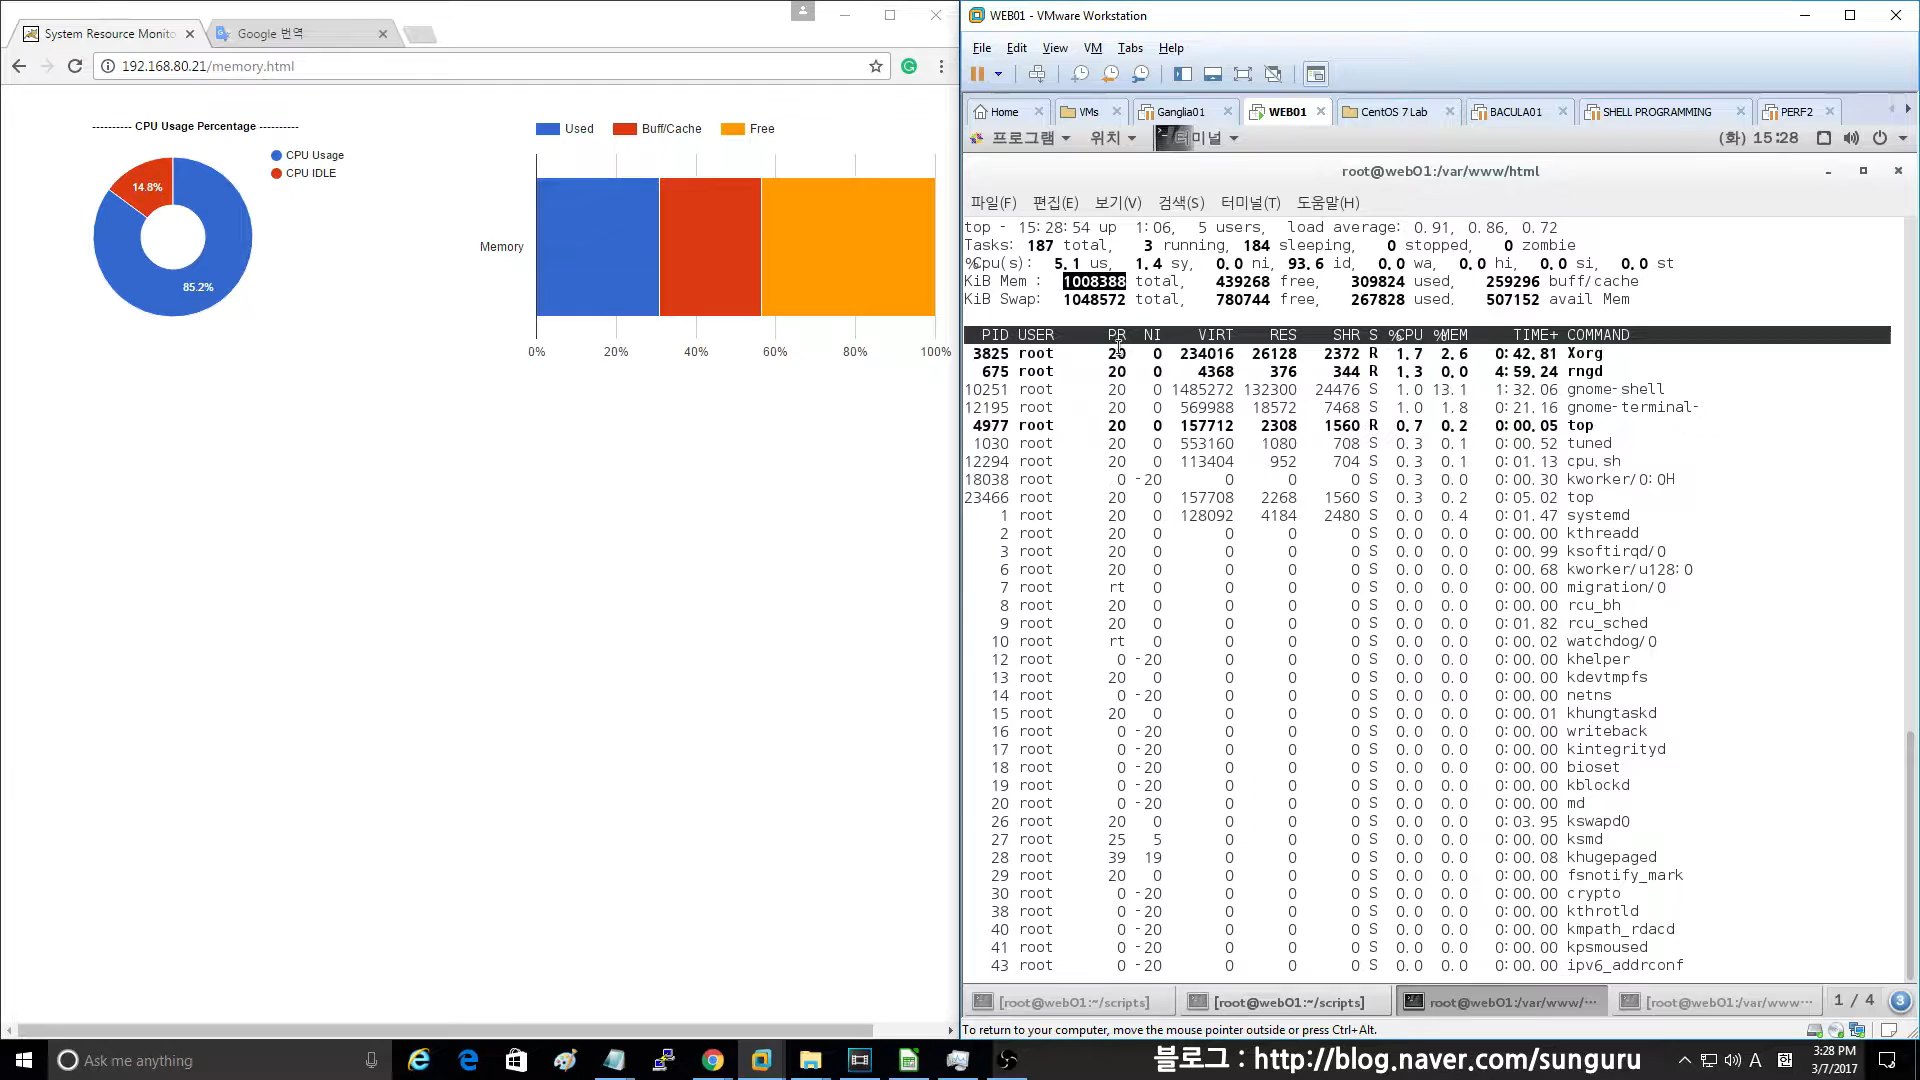 System Resource Monito
Google 번역
192.168.80.21/memory.html
---------- CPU Usage Percentage ----------
CPU Usage
CPU IDLE
14.8%
85.2%
Used Buff/Cache Free
Memory
0% 20% 40% 60% 80% 100%
WEB01 - VMware Workstation
File Edit View VM Tabs Help
Home VMs Ganglia01 WEB01 CentOS 7 Lab BACULA01 SHELL PROGRAMMING PERF2
프로그램 위치 터미널 (화) 15:28
root@web01:/var/www/html
파일(F) 편집(E) 보기(V) 검색(S) 터미널(T) 도움말(H)
top - 15:28:54 up 1:06, 5 users, load average: 0.91, 0.86, 0.72
Tasks: 187 total, 3 running, 184 sleeping, 0 stopped, 0 zombie
%Cpu(s): 5.1 us, 1.4 sy, 0.0 ni, 93.6 id, 0.0 wa, 0.0 hi, 0.0 si, 0.0 st
KiB Mem : 1008388 total, 439268 free, 309824 used, 259296 buff/cache
KiB Swap: 1048572 total, 780744 free, 267828 used, 507152 avail Mem
PID USER PR NI VIRT RES SHR S %CPU %MEM TIME+ COMMAND
3825 root 20 0 234016 26128 2372 R 1.7 2.6 0:42.81 Xorg
675 root 20 0 4368 376 344 R 1.3 0.0 4:59.24 rngd
10251 root 20 0 1485272 132300 24476 S 1.0 13.1 1:32.06 gnome-shell
12195 root 20 0 569988 18572 7468 S 1.0 1.8 0:21.16 gnome-terminal-
4977 root 20 0 157712 2308 1560 R 0.7 0.2 0:00.05 top
1030 root 20 0 553160 1080 708 S 0.3 0.1 0:00.52 tuned
12294 root 20 0 113404 952 704 S 0.3 0.1 0:01.13 cpu.sh
18038 root 0 -20 0 0 0 S 0.3 0.0 0:00.30 kworker/0:0H
23466 root 20 0 157708 2268 1560 S 0.3 0.2 0:05.02 top
1 root 20 0 128092 4184 2480 S 0.0 0.4 0:01.47 systemd
2 root 20 0 0 0 0 S 0.0 0.0 0:00.00 kthreadd
3 root 20 0 0 0 0 S 0.0 0.0 0:00.99 ksoftirqd/0
6 root 20 0 0 0 0 S 0.0 0.0 0:00.68 kworker/u128:0
7 root rt 0 0 0 0 S 0.0 0.0 0:00.00 migration/0
8 root 20 0 0 0 0 S 0.0 0.0 0:00.00 rcu_bh
9 root 20 0 0 0 0 S 0.0 0.0 0:01.82 rcu_sched
10 root rt 0 0 0 0 S 0.0 0.0 0:00.02 watchdog/0
12 root 0 -20 0 0 0 S 0.0 0.0 0:00.00 khelper
13 root 20 0 0 0 0 S 0.0 0.0 0:00.00 kdevtmpfs
14 root 0 -20 0 0 0 S 0.0 0.0 0:00.00 netns
15 root 20 0 0 0 0 S 0.0 0.0 0:00.01 khungtaskd
16 root 0 -20 0 0 0 S 0.0 0.0 0:00.00 writeback
17 root 0 -20 0 0 0 S 0.0 0.0 0:00.00 kintegrityd
18 root 0 -20 0 0 0 S 0.0 0.0 0:00.00 bioset
19 root 0 -20 0 0 0 S 0.0 0.0 0:00.00 kblockd
20 root 0 -20 0 0 0 S 0.0 0.0 0:00.00 md
26 root 20 0 0 0 0 S 0.0 0.0 0:03.95 kswapd0
27 root 25 5 0 0 0 S 0.0 0.0 0:00.00 ksmd
28 root 39 19 0 0 0 S 0.0 0.0 0:00.08 khugepaged
29 root 20 0 0 0 0 S 0.0 0.0 0:00.00 fsnotify_mark
30 root 0 -20 0 0 0 S 0.0 0.0 0:00.00 crypto
38 root 0 -20 0 0 0 S 0.0 0.0 0:00.00 kthrotld
40 root 0 -20 0 0 0 S 0.0 0.0 0:00.00 kmpath_rdacd
41 root 0 -20 0 0 0 S 0.0 0.0 0:00.00 kpsmoused
43 root 0 -20 0 0 0 S 0.0 0.0 0:00.00 ipv6_addrconf
[root@web01:~/scripts] [root@web01:~/scripts] root@web01:/var/www/··· [root@web01:/var/www··· 1 / 4 3
To return to your computer, move the mouse pointer outside or press Ctrl+Alt.
Ask me anything
블로그 : http://blog.naver.com/sunguru
A 한
3:28 PM
3/7/2017